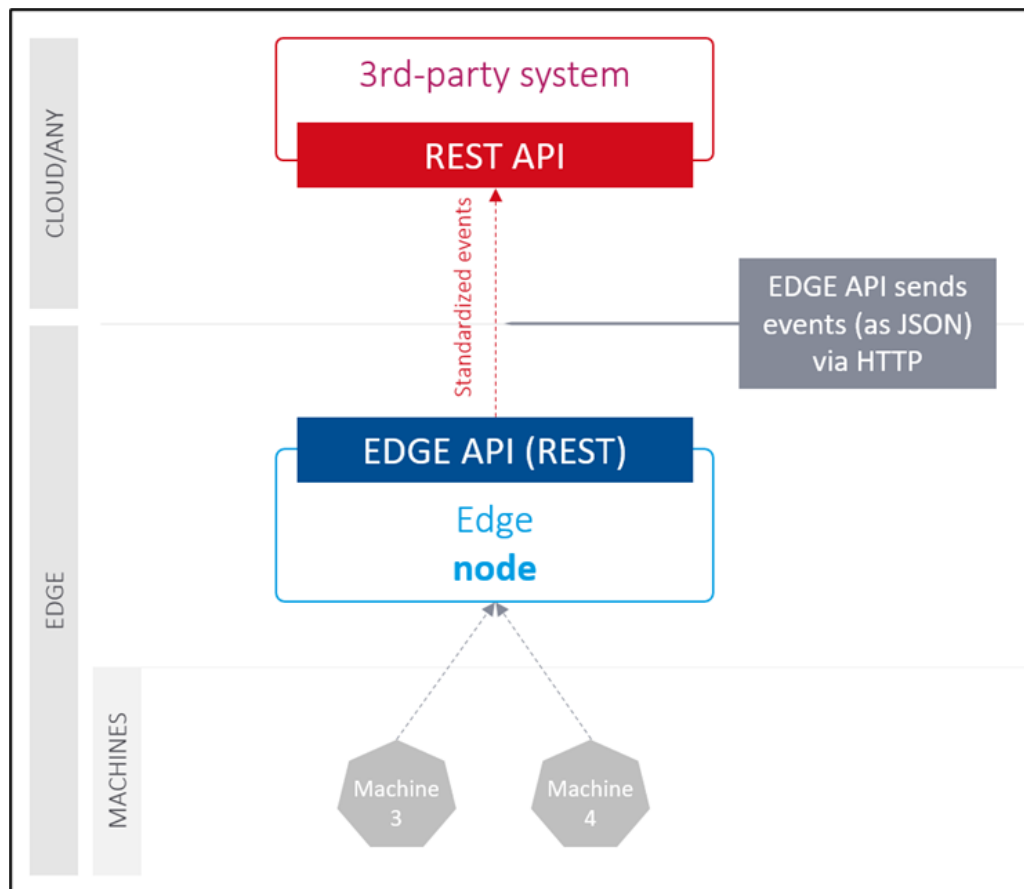 CLOUD/ANY
3rd-party system
REST API
Standardized events
EDGE API sends
events (as JSON)
via HTTP
EDGE
EDGE API (REST)
Edge
node
MACHINES
Machine
3
Machine
4